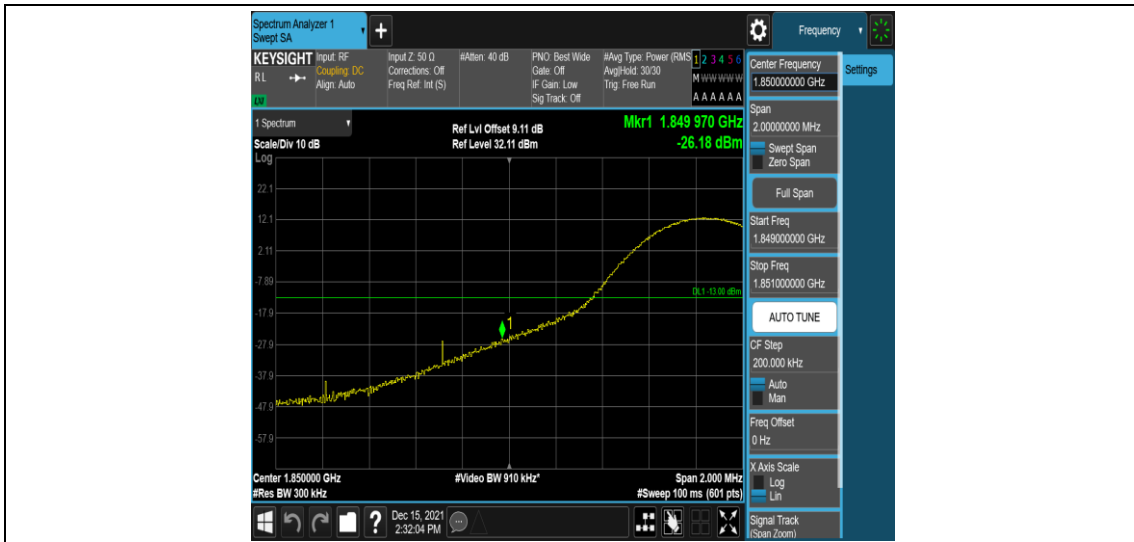 Spectrum Analyzer 1
Swept SA
+
Frequency
KEYSIGHT
RL
LXI
Input: RF
Coupling: DC
Align: Auto
Input Z: 50 Ω
Corrections: Off
Freq Ref: Int (S)
#Atten: 40 dB
PNO: Best Wide
Gate: Off
IF Gain: Low
Sig Track: Off
#Avg Type: Power (RMS
Avg|Hold: 30/30
Trig: Free Run
1 2 3 4 5 6
M W W W W W
A A A A A A
1 Spectrum
Scale/Div 10 dB
Log
Ref Lvl Offset 9.11 dB
Ref Level 32.11 dBm
Mkr1 1.849 970 GHz
-26.18 dBm
22.1
12.1
2.11
-7.89
-17.9
-27.9
-37.9
-47.9
-57.9
DL1 -13.00 dBm
1
Center 1.850000 GHz
#Res BW 300 kHz
#Video BW 910 kHz*
Span 2.000 MHz
#Sweep 100 ms (601 pts)
Center Frequency
1.850000000 GHz
Settings
Span
2.00000000 MHz
Swept Span
Zero Span
Full Span
Start Freq
1.849000000 GHz
Stop Freq
1.851000000 GHz
AUTO TUNE
CF Step
200.000 kHz
Auto
Man
Freq Offset
0 Hz
X Axis Scale
Log
Lin
Signal Track
(Span Zoom)
?
Dec 15, 2021
2:32:04 PM